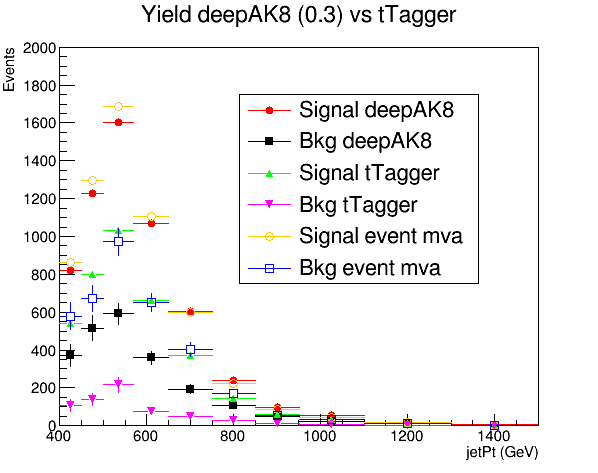 Yield deepAK8 (0.3) vs tTagger
Events
2000
1800
1600
1400
1200
1000
800
600
400
200
0
Signal deepAK8
Bkg deepAK8
Signal tTagger
Bkg tTagger
Signal event mva
Bkg event mva
400 600 800 1000 1200 1400
jetPt (GeV)